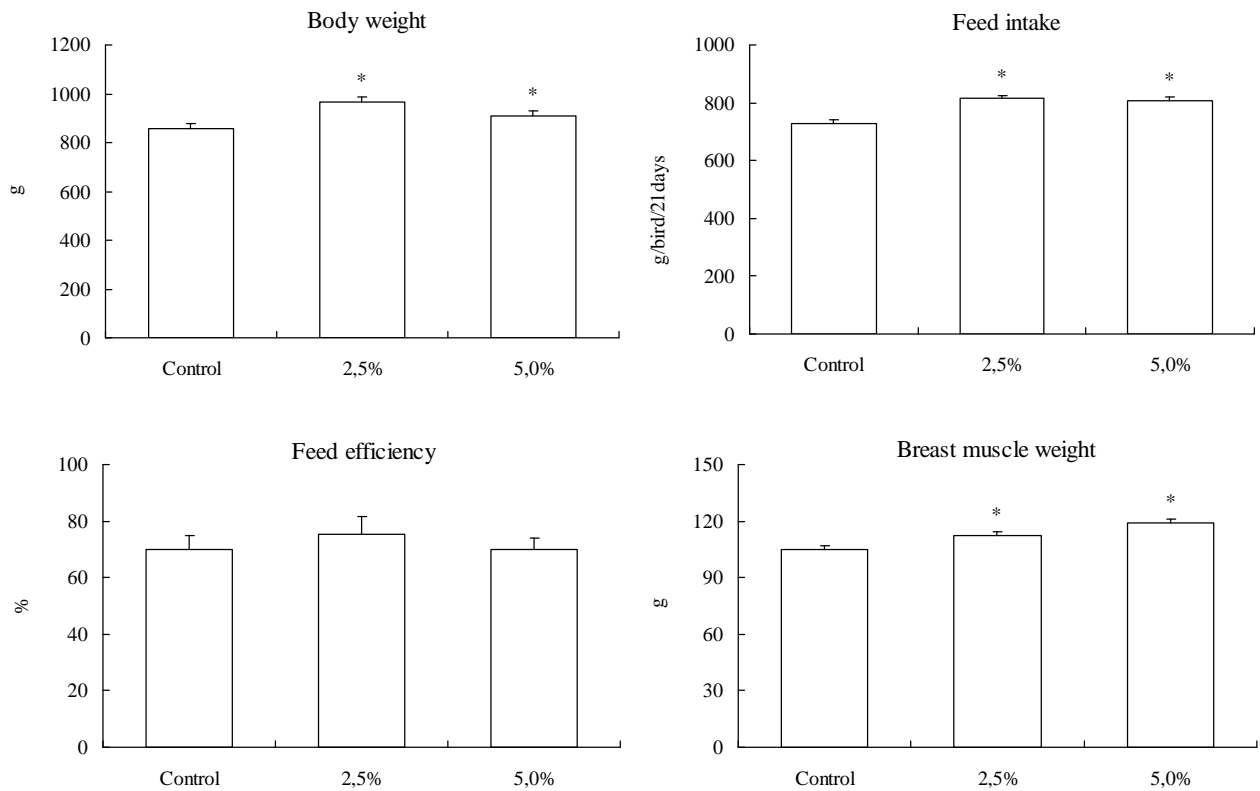 Body weight
1200
1000
800
600
400
200
0
g
*
*
Control 2,5% 5,0%
Feed intake
1000
800
600
400
200
0
g/bird/21days
*
*
Control 2,5% 5,0%
Feed efficiency
100
80
60
40
20
0
%
Control 2,5% 5,0%
Breast muscle weight
150
120
90
60
30
0
g
*
*
Control 2,5% 5,0%